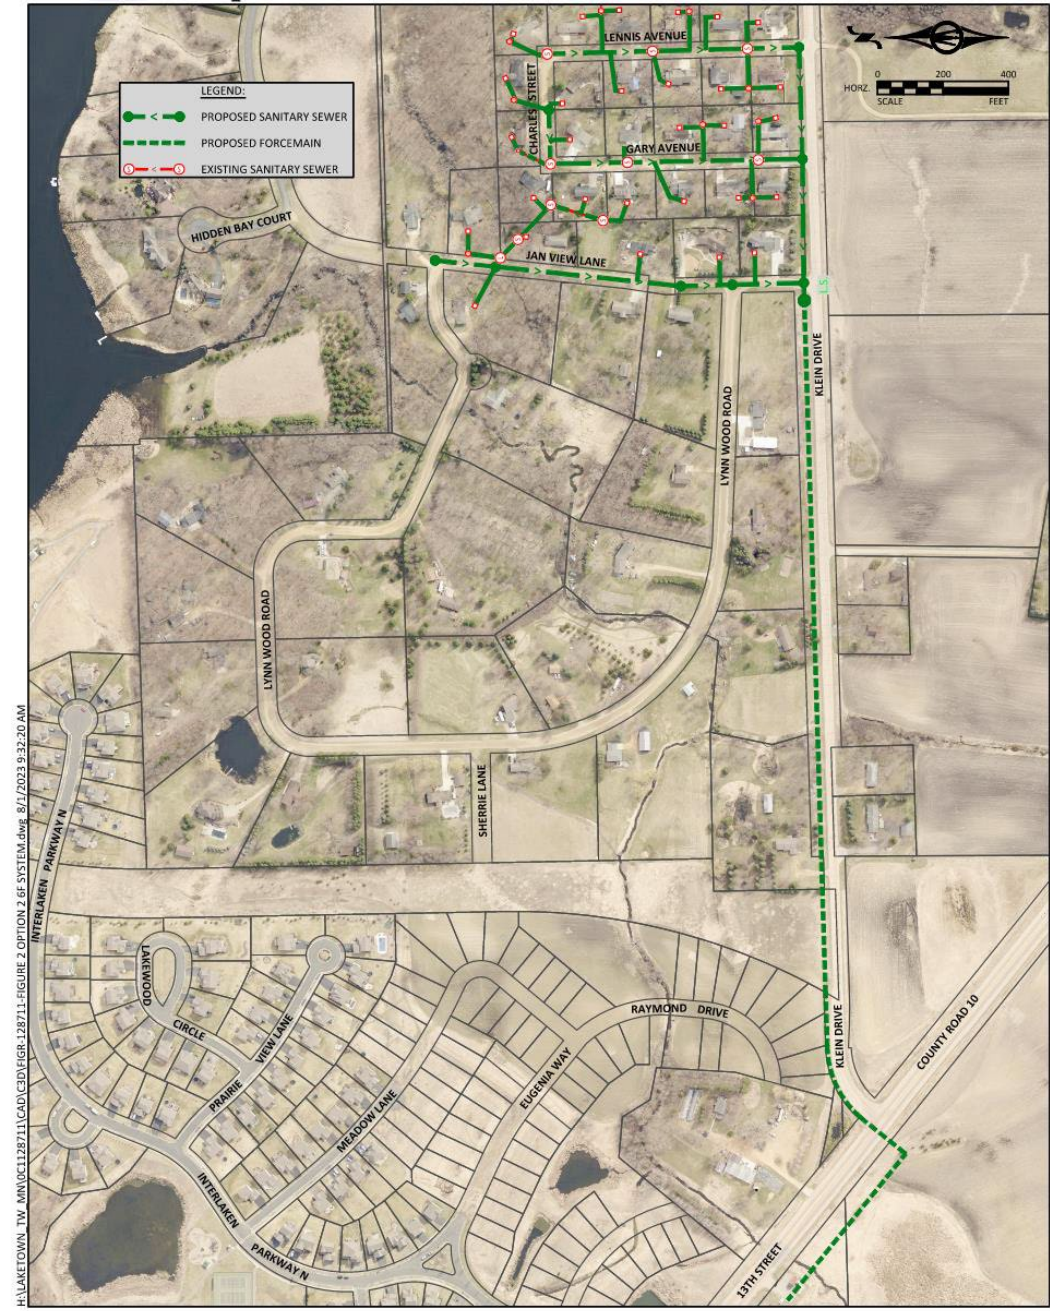 LENNIS AVENUE
CHARLES STREET
GARY AVENUE
LEGEND:
PROPOSED SANITARY SEWER
PROPOSED FORCEMAIN
EXISTING SANITARY SEWER
0 200 400
HORZ.
SCALE FEET
HIDDEN BAY COURT
JAN VIEW LANE
L.S.
KLEIN DRIVE
LYNN WOOD ROAD
LYNN WOOD ROAD
SHERRIE LANE
INTERLAKEN PARKWAY N
LAKEWOOD
CIRCLE
PRAIRIE VIEW LANE
MEADOW LANE
EUGENIA WAY
RAYMOND DRIVE
KLEIN DRIVE
COUNTY ROAD 10
INTERLAKEN
PARKWAY N
13TH STREET
H:\LAKETOWN_TW_MN\0C1128711\CAD\C3D\FIGR-128711-FIGURE 2 OPTION 2 6F SYSTEM.dwg 8/1/2023 9:32:20 AM